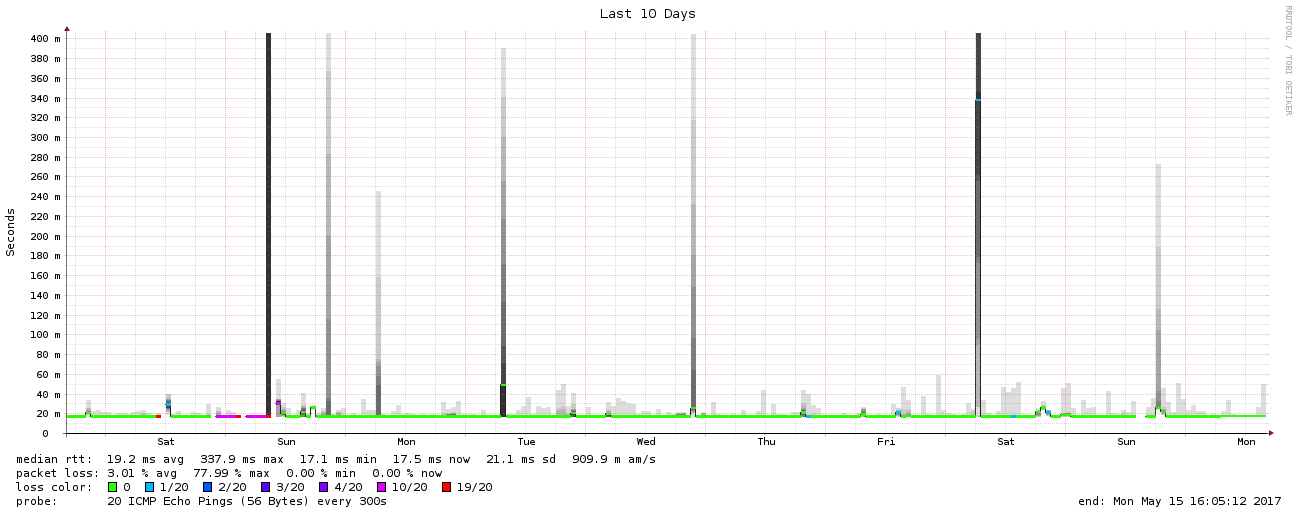 Last 10 Days
RRDTOOL / TOBI OETIKER
Seconds
400 m
380 m
360 m
340 m
320 m
300 m
280 m
260 m
240 m
220 m
200 m
180 m
160 m
140 m
120 m
100 m
80 m
60 m
40 m
20 m
0
Sat Sun Mon Tue Wed Thu Fri Sat Sun Mon
median rtt: 19.2 ms avg 337.9 ms max 17.1 ms min 17.5 ms now 21.1 ms sd 909.9 m am/s
packet loss: 3.01 % avg 77.99 % max 0.00 % min 0.00 % now
loss color: 0 1/20 2/20 3/20 4/20 10/20 19/20
probe: 20 ICMP Echo Pings (56 Bytes) every 300s end: Mon May 15 16:05:12 2017